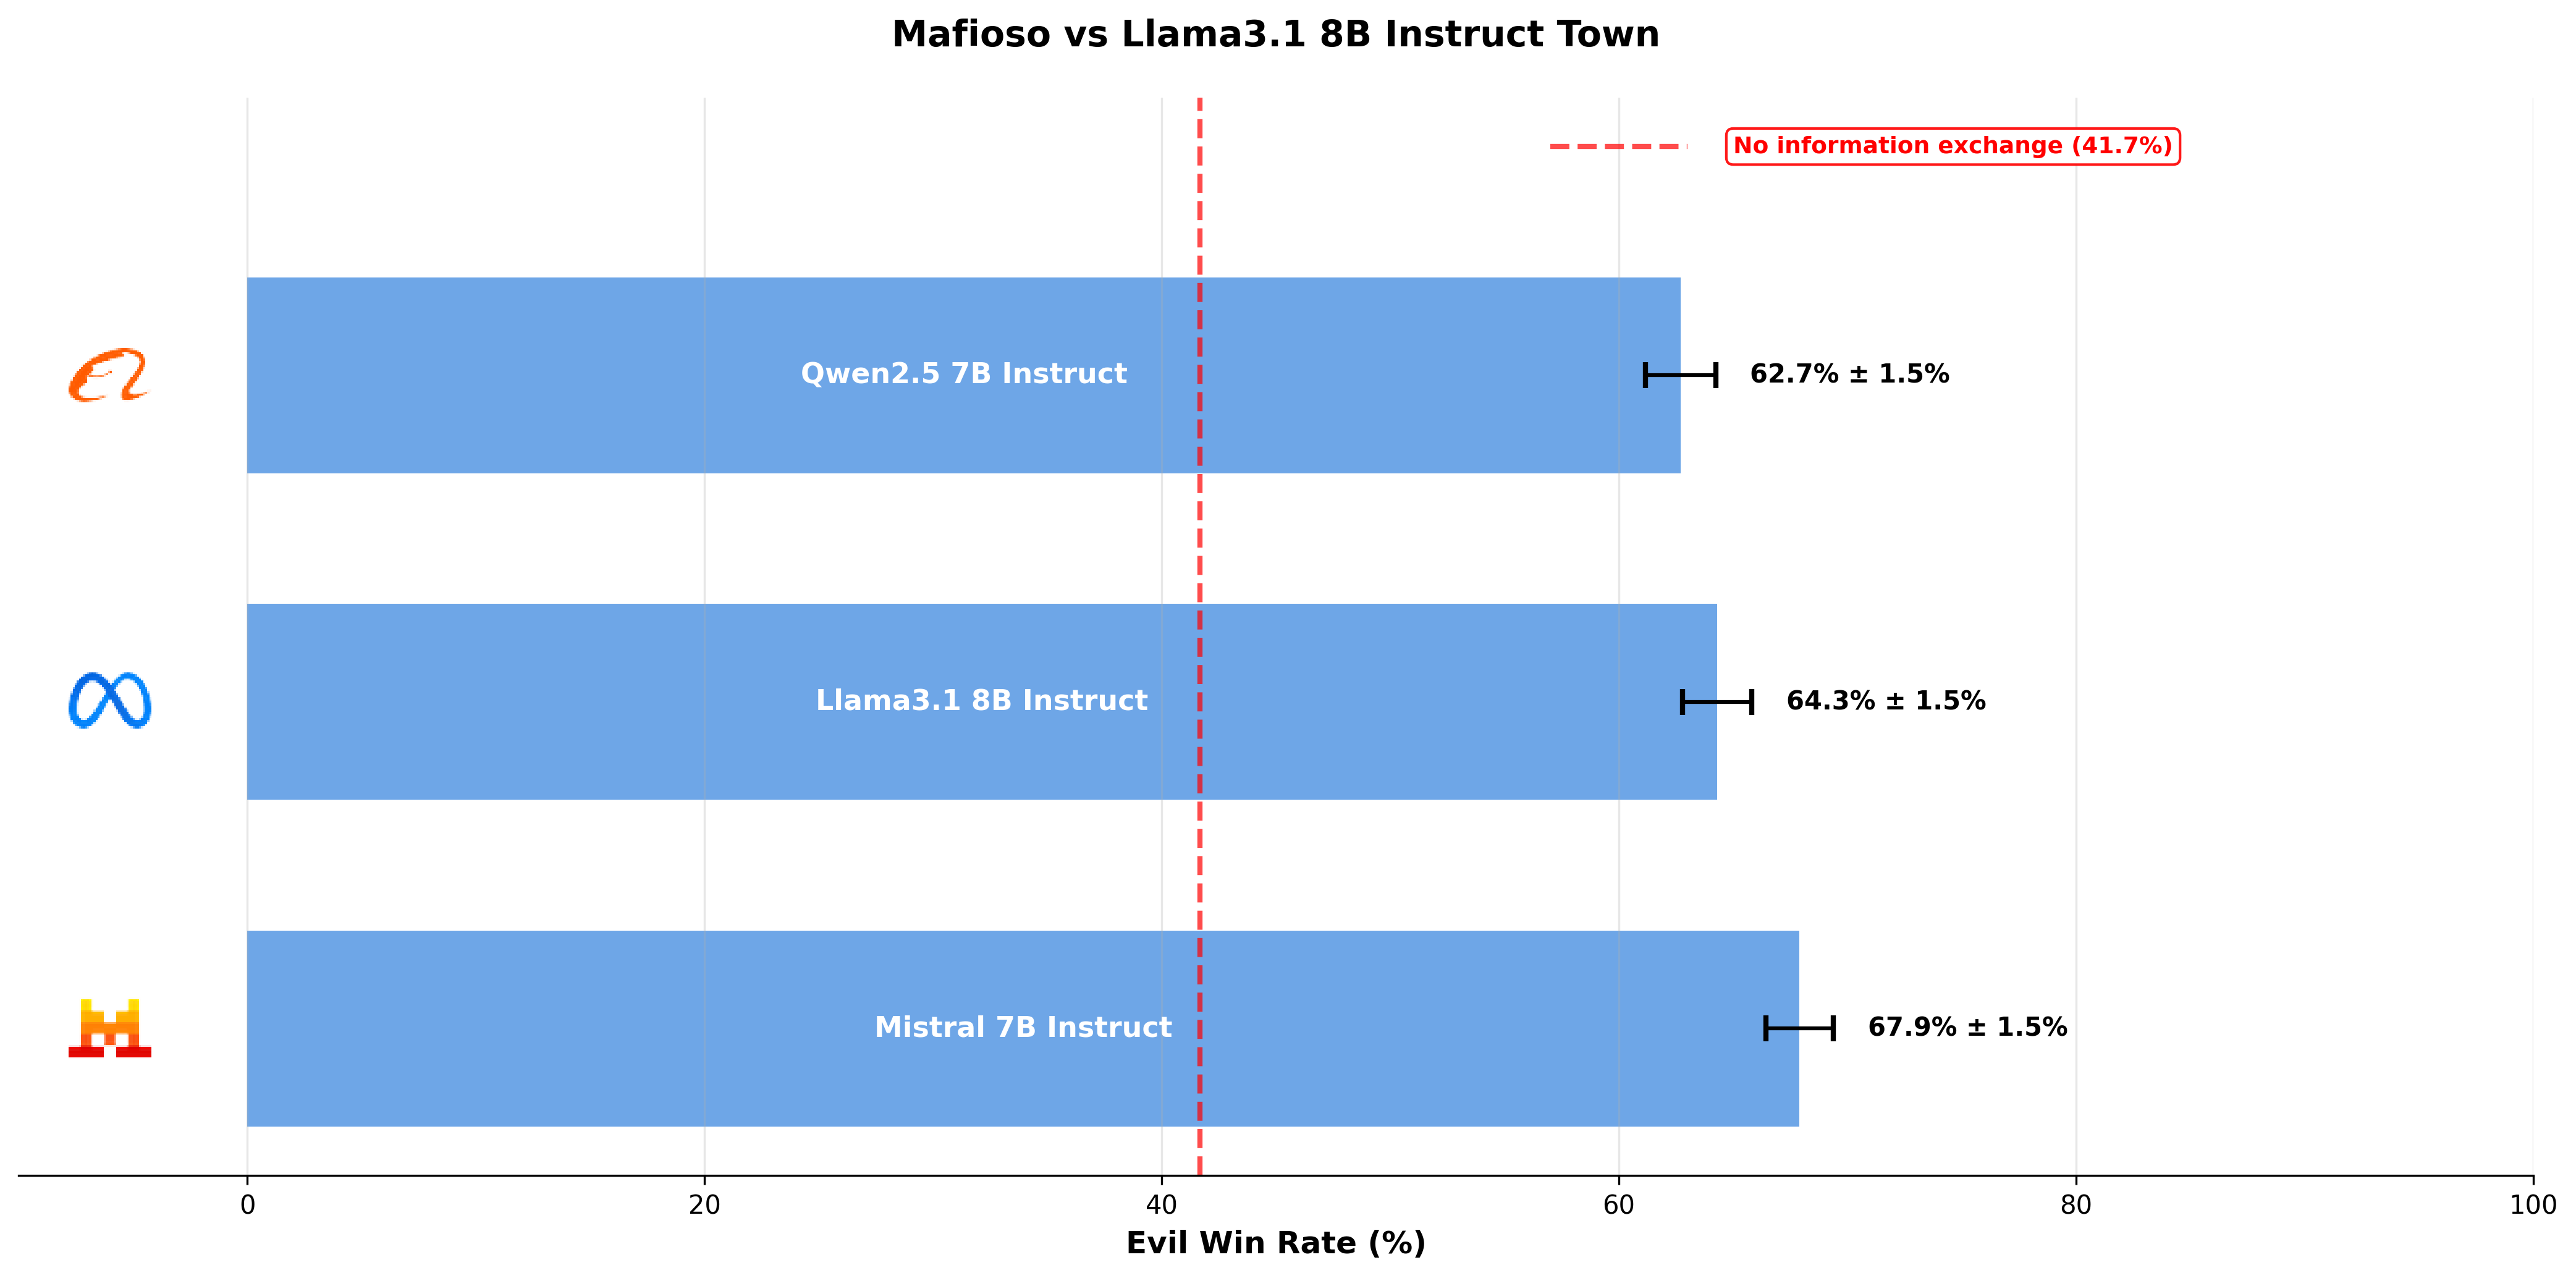 Mafioso vs Llama3.1 8B Instruct Town
No information exchange (41.7%)
Qwen2.5 7B Instruct
62.7% ± 1.5%
Llama3.1 8B Instruct
64.3% ± 1.5%
Mistral 7B Instruct
67.9% ± 1.5%
0 20 40 60 80 100
Evil Win Rate (%)